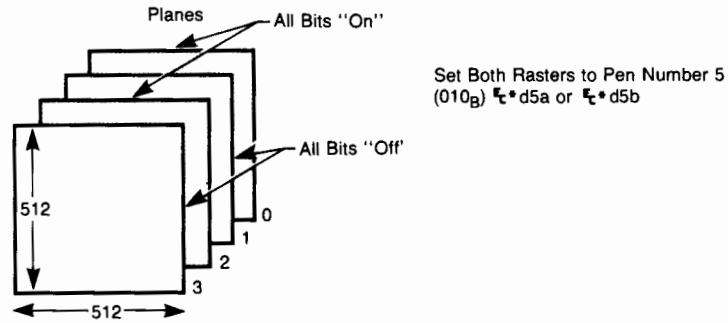 Planes
All Bits "On"
Set Both Rasters to Pen Number 5
(010B) ᴱc*d5a or ᴱc*d5b
All Bits "Off'
512
0
1
2
3
512